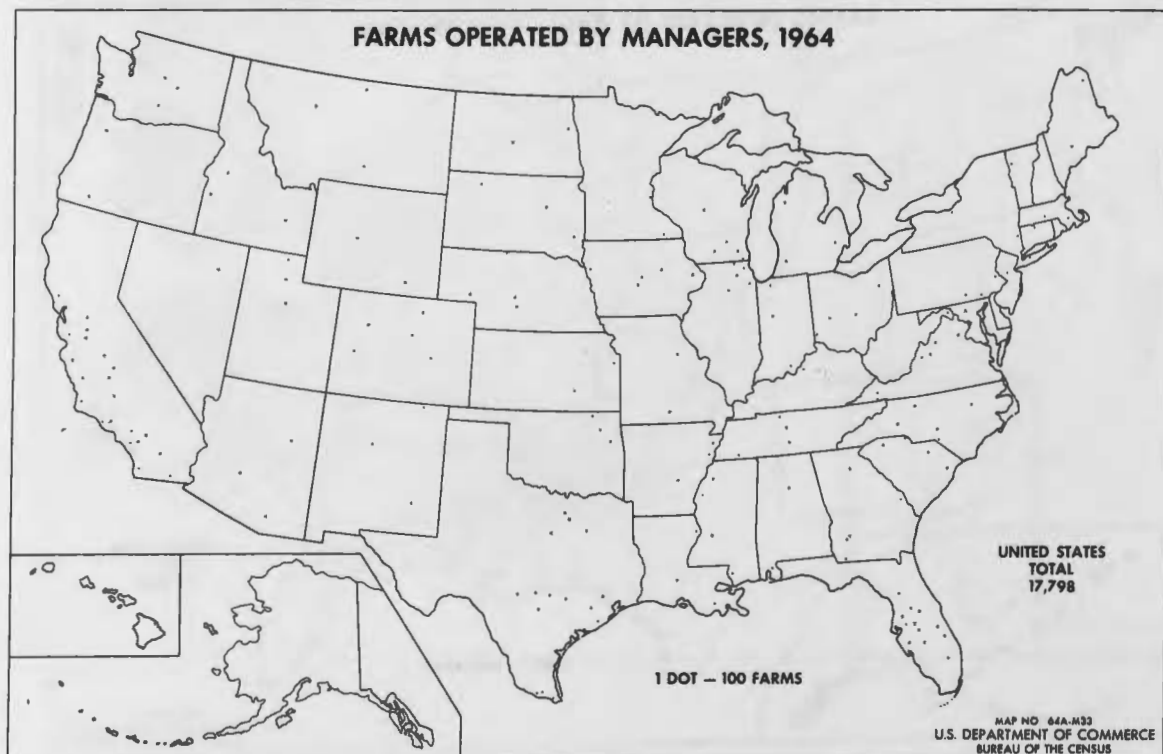 FARMS OPERATED BY MANAGERS, 1964
UNITED STATES
TOTAL
17,798
1 DOT — 100 FARMS
MAP NO 64A-M33
U.S. DEPARTMENT OF COMMERCE
BUREAU OF THE CENSUS